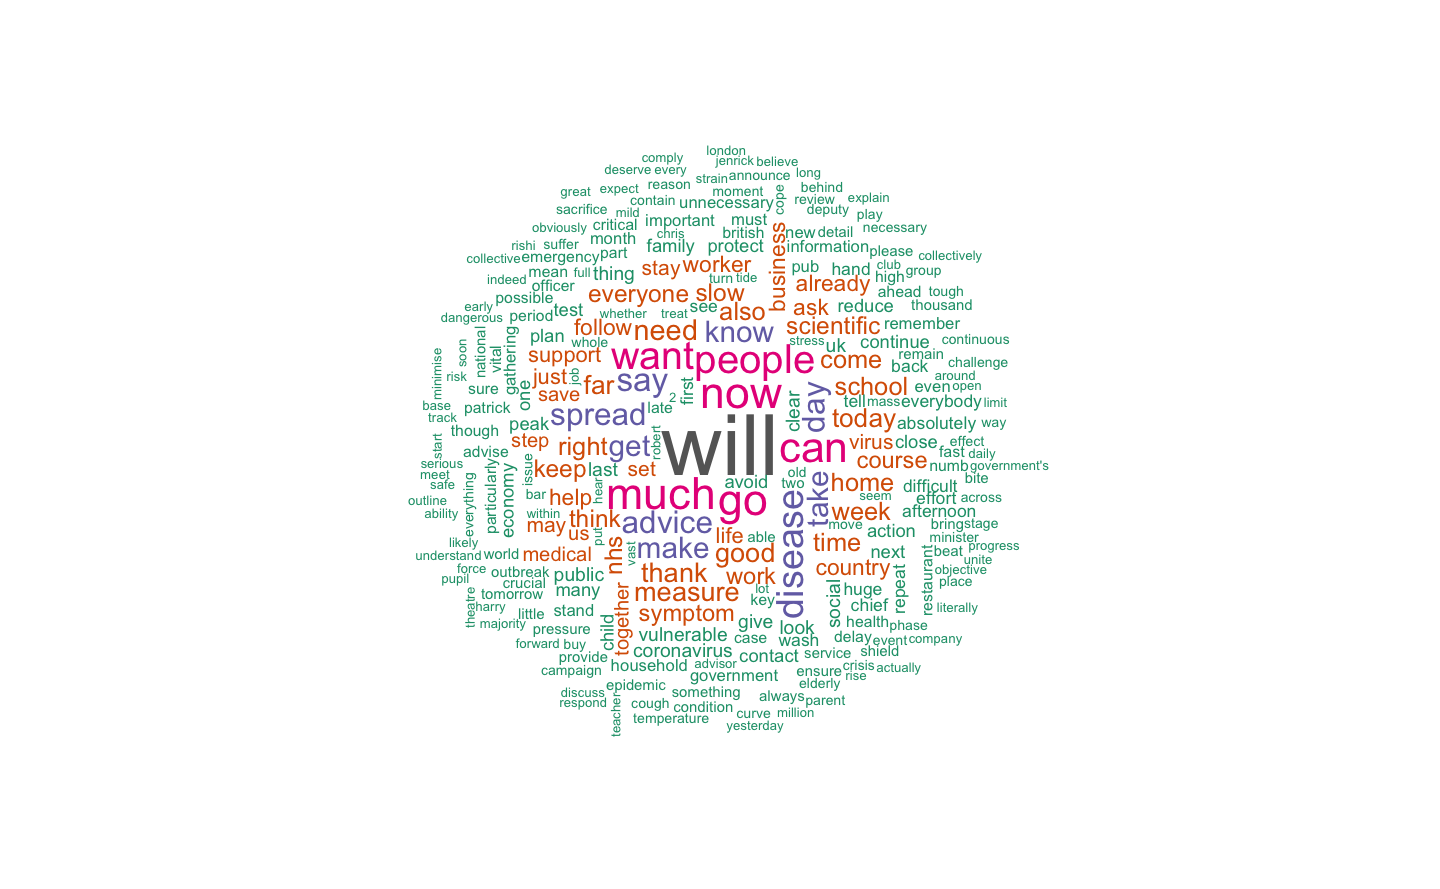 london
comply
jenrick believe
deserve every
strain announce long
great expect reason moment behind
contain unnecessary cope review explain
sacrifice mild important must deputy play
obviously critical chris british new detail necessary
rishi suffer month family protect business information please collectively
collective emergency part
indeed mean full thing stay worker turn tide pub hand club high group
officer everyone slow already ahead tough
possible see reduce thousand
early period test whether treat also ask
dangerous follow need know scientific remember
national plan whole stress uk continue continuous
minimise soon vital gathering support want people come remain challenge
risk job back around
sure just far say first day school even open
base one save 2 clear tell mass everybody limit
patrick late now
track spread today absolutely way
though peak
start advise step right get robert will can virus close effect
serious last course fast daily
meet particularly issue keep set old numb government's
safe economy avoid two home difficult bite
outline everything bar help hear much go disease take seem effort across
ability within may think advice life able move week afternoon
likely us put action bring stage
understand world medical nhs vast make good time next minister
force outbreak country beat progress
pupil crucial public thank work repeat restaurant unite
theatre tomorrow many measure lot huge objective
harry little stand together symptom key social chief place
majority pressure child give look health phase literally
forward buy vulnerable case wash delay event company
provide coronavirus contact service shield
campaign household advisor government ensure crisis actually
epidemic something elderly rise
discuss always parent
respond teacher cough condition curve million
temperature yesterday